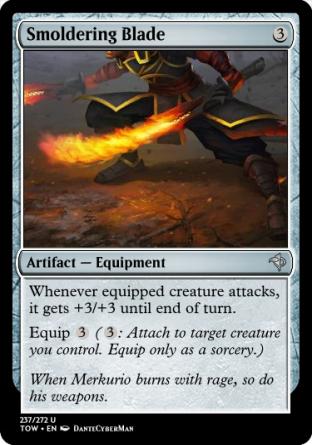 Smoldering Blade 3
Artifact — Equipment
Whenever equipped creature attacks,
it gets +3/+3 until end of turn.
Equip 3 ( 3 : Attach to target creature
you control. Equip only as a sorcery.)
When Merkurio burns with rage, so do
his weapons.
237/272 U
TOW • EN DanteCyberMan